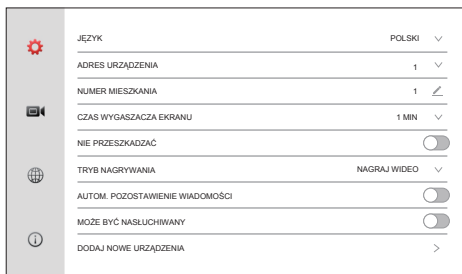 JĘZYK POLSKI
ADRES URZĄDZENIA 1
NUMER MIESZKANIA 1
CZAS WYGASZACZA EKRANU 1 MIN
NIE PRZESZKADZAĆ
TRYB NAGRYWANIA NAGRAJ WIDEO
AUTOM. POZOSTAWIENIE WIADOMOŚCI
MOŻE BYĆ NASŁUCHIWANY
DODAJ NOWE URZĄDZENIA